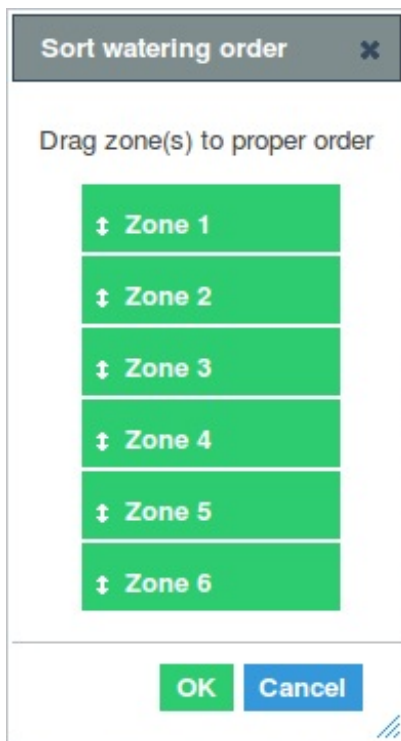 Sort watering order
Drag zone(s) to proper order
Zone 1
Zone 2
Zone 3
Zone 4
Zone 5
Zone 6
OK Cancel